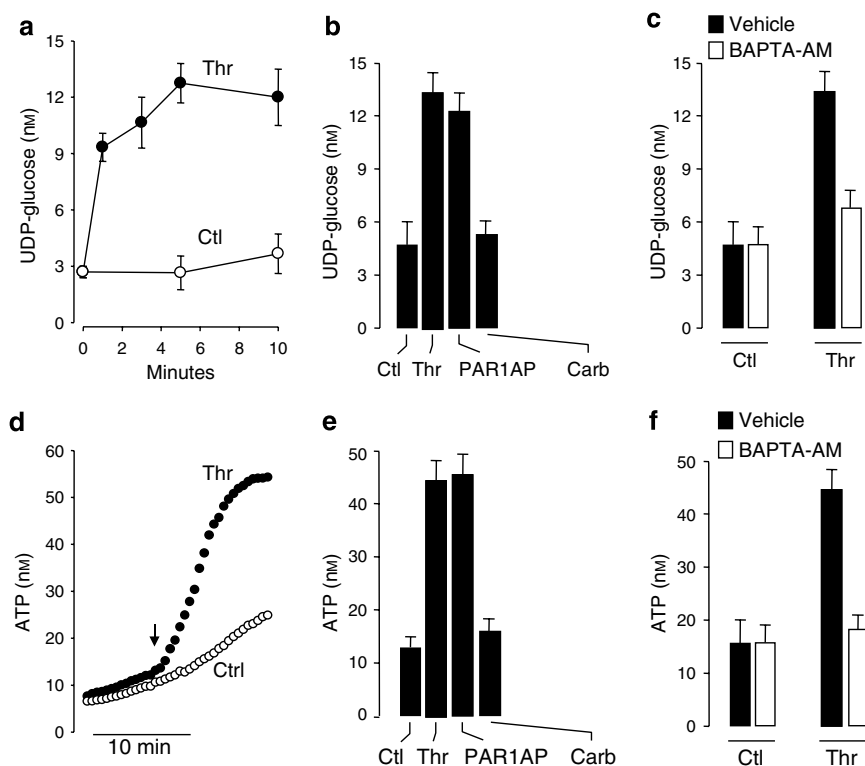 a
UDP-glucose (nM)
15
12
9
6
3
0
Thr
Ctl
0 2 4 6 8 10
Minutes
b
UDP-glucose (nM)
15
12
9
6
3
0
Ctl Thr PAR1AP Carb
c
Vehicle
BAPTA-AM
UDP-glucose (nM)
15
12
9
6
3
0
Ctl Thr
d
ATP (nM)
60
50
40
30
20
10
0
Thr
Ctrl
10 min
e
ATP (nM)
50
40
30
20
10
0
Ctl Thr PAR1AP Carb
f
Vehicle
BAPTA-AM
ATP (nM)
50
40
30
20
10
0
Ctl Thr